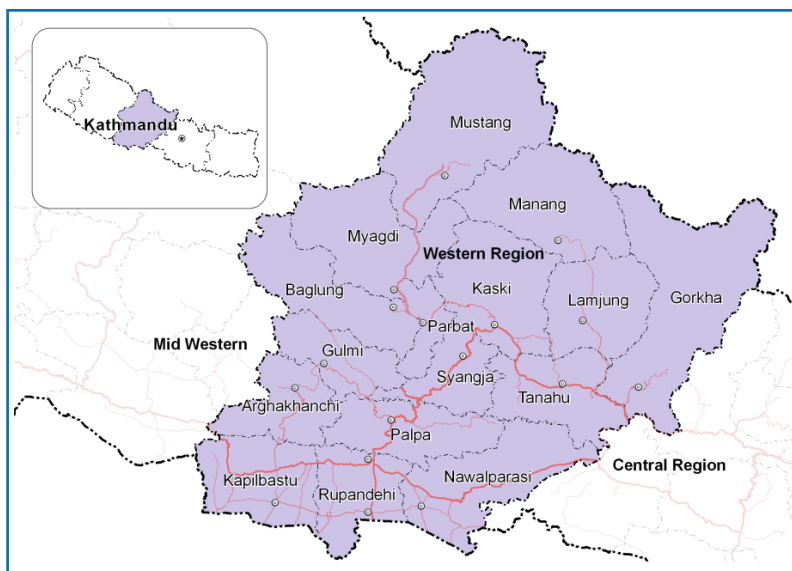 Kathmandu
Mustang
Manang
Myagdi
Western Region
Baglung
Kaski
Lamjung
Gorkha
Parbat
Mid Western
Gulmi
Syangja
Tanahu
Arghakhanchi
Palpa
Central Region
Kapilbastu
Nawalparasi
Rupandehi